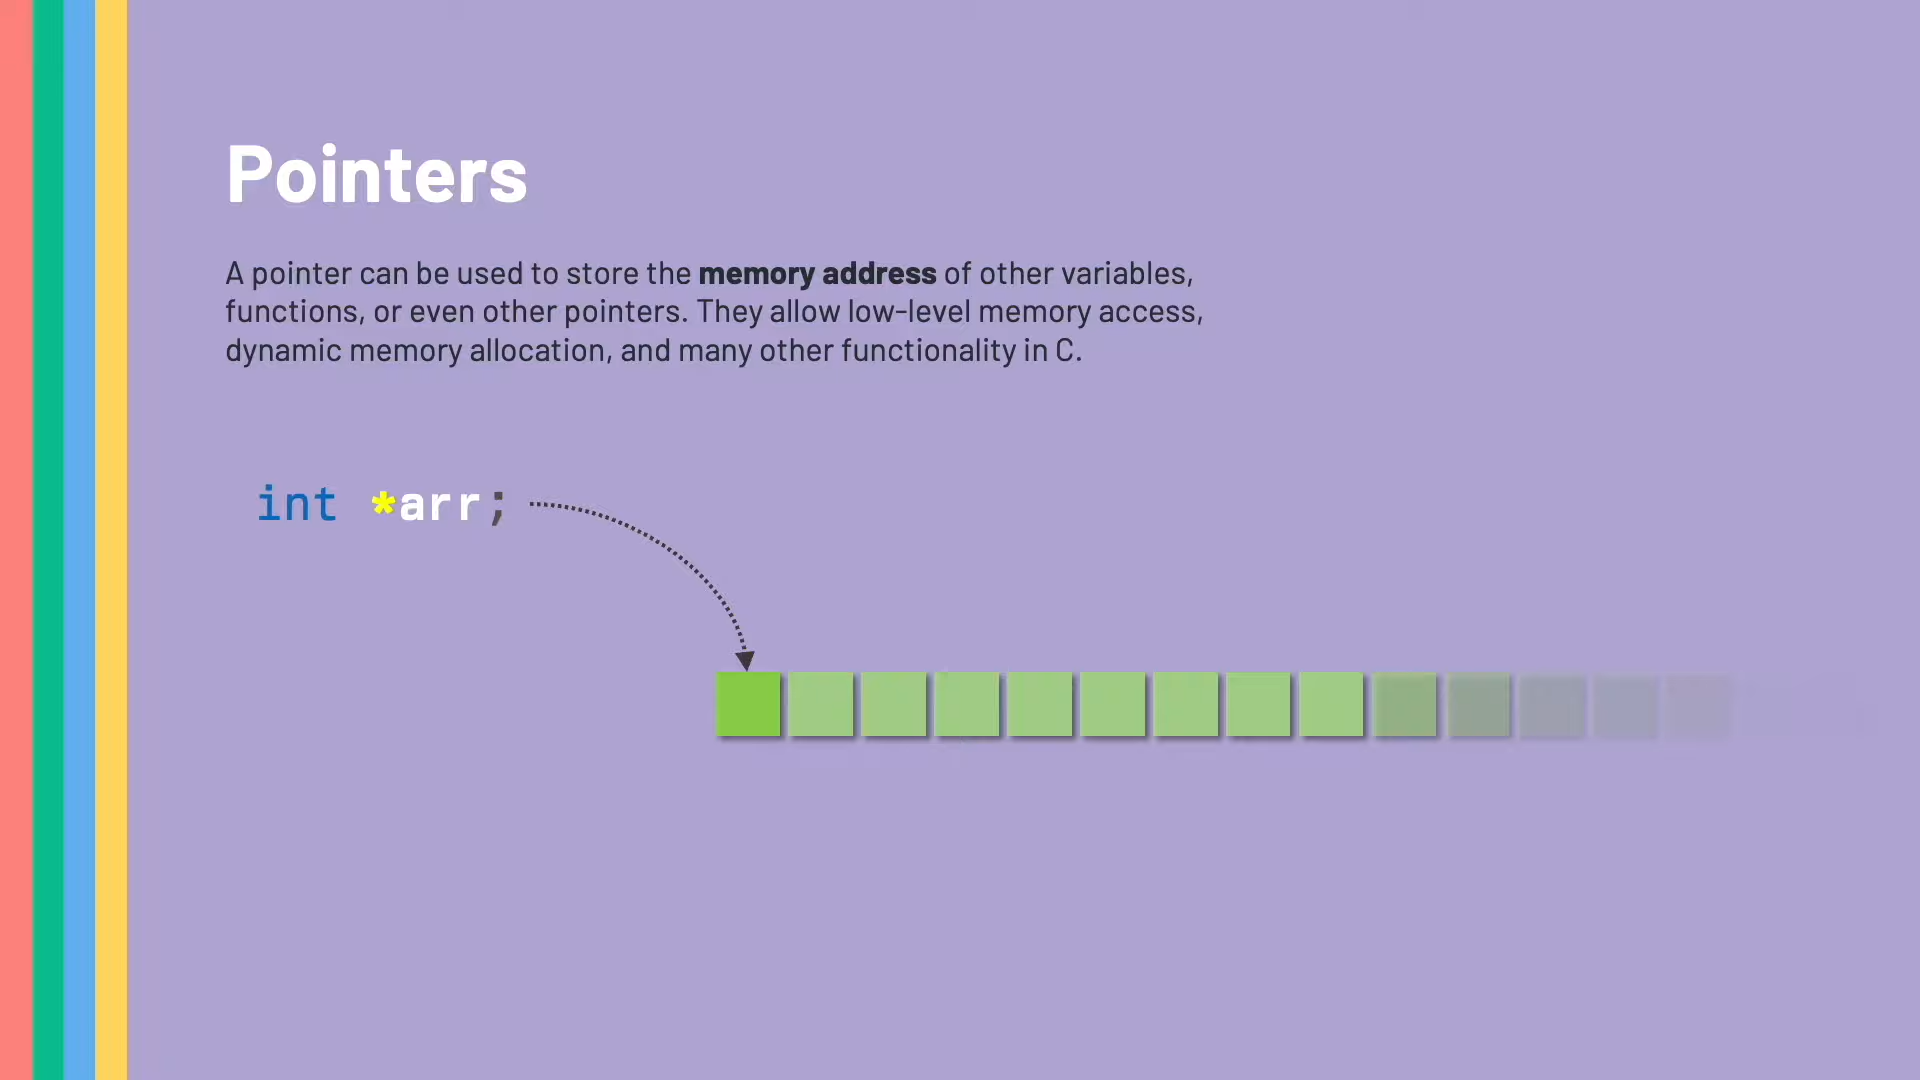 Pointers
A pointer can be used to store the memory address of other variables,
functions, or even other pointers. They allow low-level memory access,
dynamic memory allocation, and many other functionality in C.
int *arr;